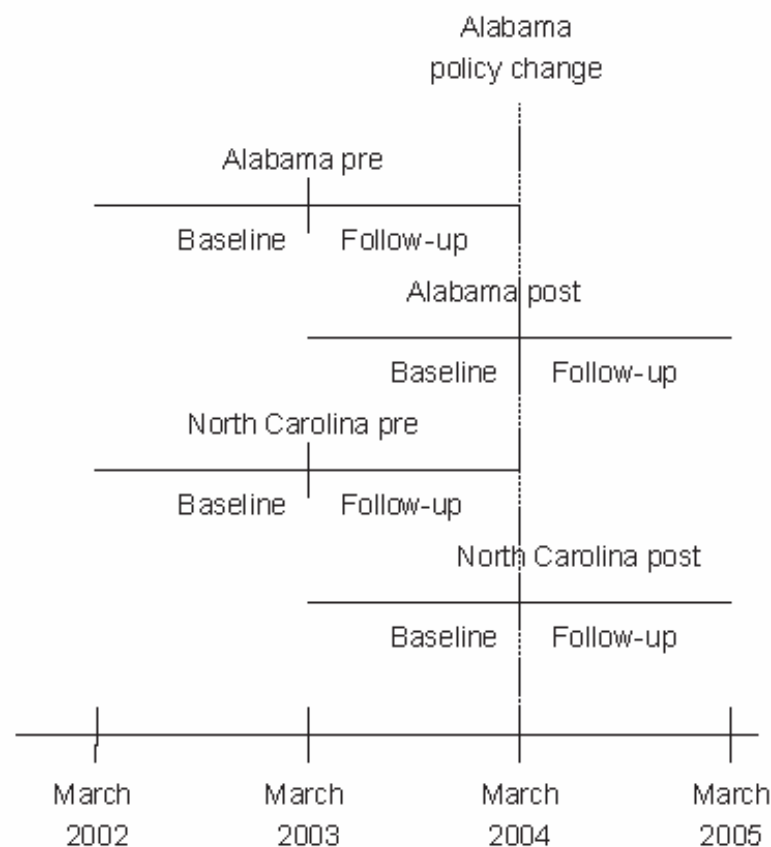 Alabama
policy change
Alabama pre
Baseline Follow-up
Alabama post
Baseline Follow-up
North Carolina pre
Baseline Follow-up
North Carolina post
Baseline Follow-up
March March March March
2002 2003 2004 2005